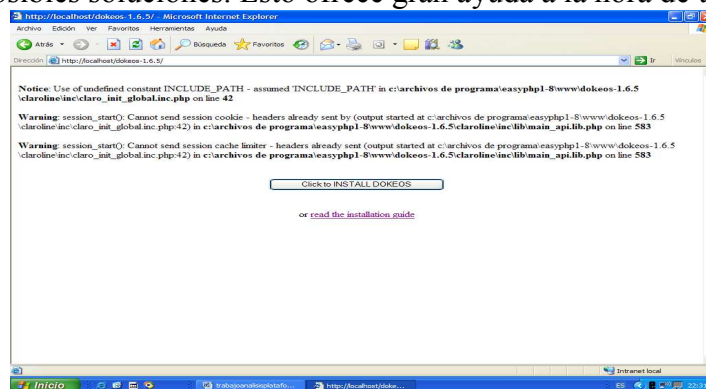 posibles soluciones. Esto ofrece gran ayuda a la hora de
http://localhost/dokeos-1.6.5/ - Microsoft Internet Explorer
Archivo Edición Ver Favoritos Herramientas Ayuda
Atrás Búsqueda Favoritos
Dirección http://localhost/dokeos-1.6.5/ Ir Vínculos
Notice: Use of undefined constant INCLUDE_PATH - assumed 'INCLUDE_PATH' in c:\archivos de programa\easyphp1-8\www\dokeos-1.6.5
\claroline\inc\claro_init_global.inc.php on line 42
Warning: session_start(): Cannot send session cookie - headers already sent by (output started at c:\archivos de programa\easyphp1-8\www\dokeos-1.6.5
\claroline\inc\claro_init_global.inc.php:42) in c:\archivos de programa\easyphp1-8\www\dokeos-1.6.5\claroline\inc\lib\main_api.lib.php on line 583
Warning: session_start(): Cannot send session cache limiter - headers already sent (output started at c:\archivos de programa\easyphp1-8\www\dokeos-1.6.5
\claroline\inc\claro_init_global.inc.php:42) in c:\archivos de programa\easyphp1-8\www\dokeos-1.6.5\claroline\inc\lib\main_api.lib.php on line 583
Click to INSTALL DOKEOS
or read the installation guide
Intranet local
Inicio trabajoanalisisplatafo... http://localhost/doke... ES